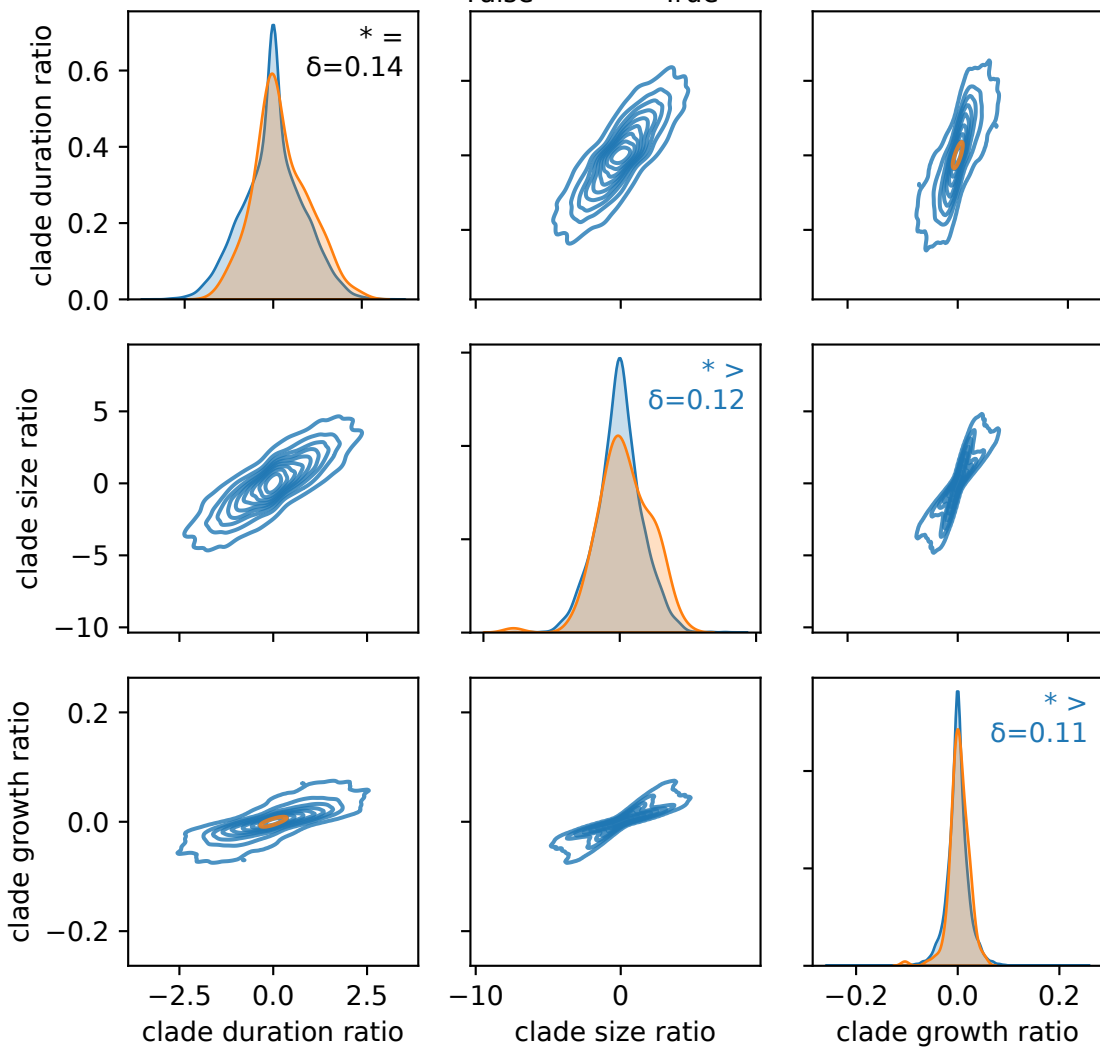 clade duration ratio
0.6
0.4
0.2
0.0
* =
δ=0.14
clade size ratio
5
0
−5
−10
* >
δ=0.12
clade growth ratio
0.2
0.0
−0.2
* >
δ=0.11
−2.5 0.0 2.5
−10 0
−0.2 0.0 0.2
clade duration ratio
clade size ratio
clade growth ratio